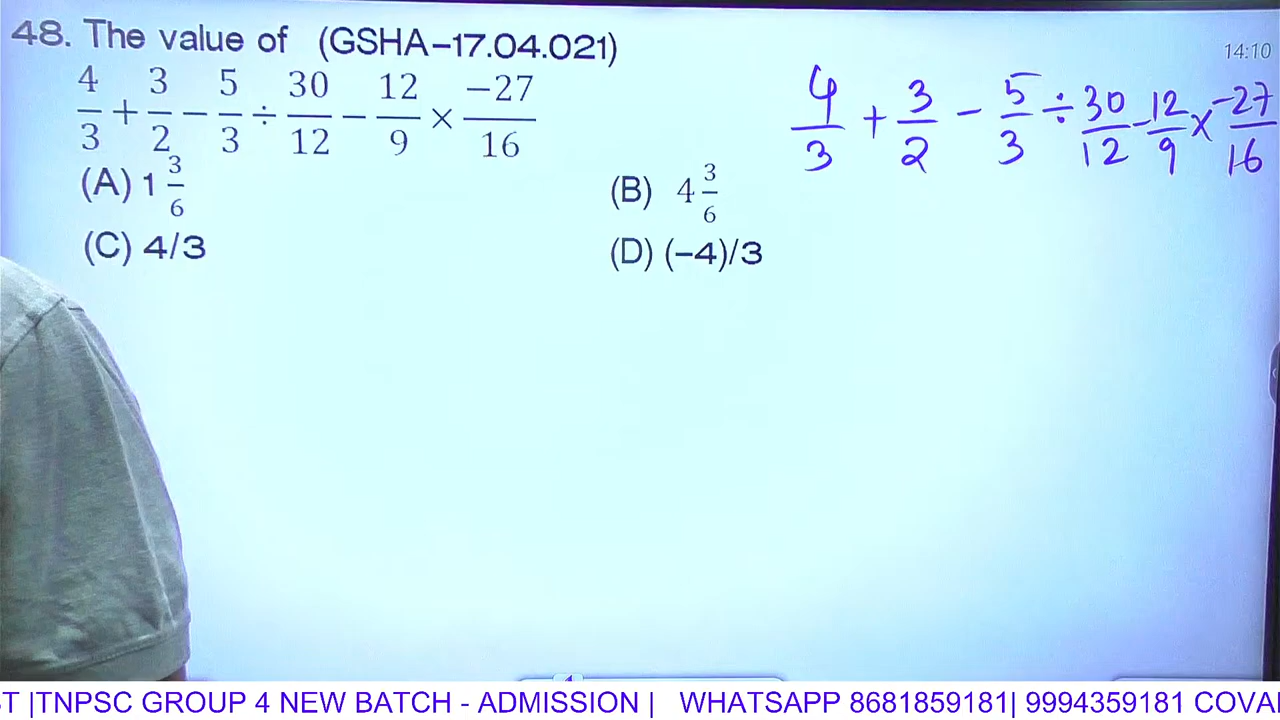 48. The value of (GSHA-17.04.021)
14:10
4/3 + 3/2 − 5/3 ÷ 30/12 − 12/9 × −27/16
4/3 + 3/2 − 5/3 ÷ 30/12 − 12/9 × −27/16
(A) 1 3/6 (B) 4 3/6
(C) 4/3 (D) (−4)/3
ST |TNPSC GROUP 4 NEW BATCH - ADMISSION | WHATSAPP 8681859181| 9994359181 COVAI